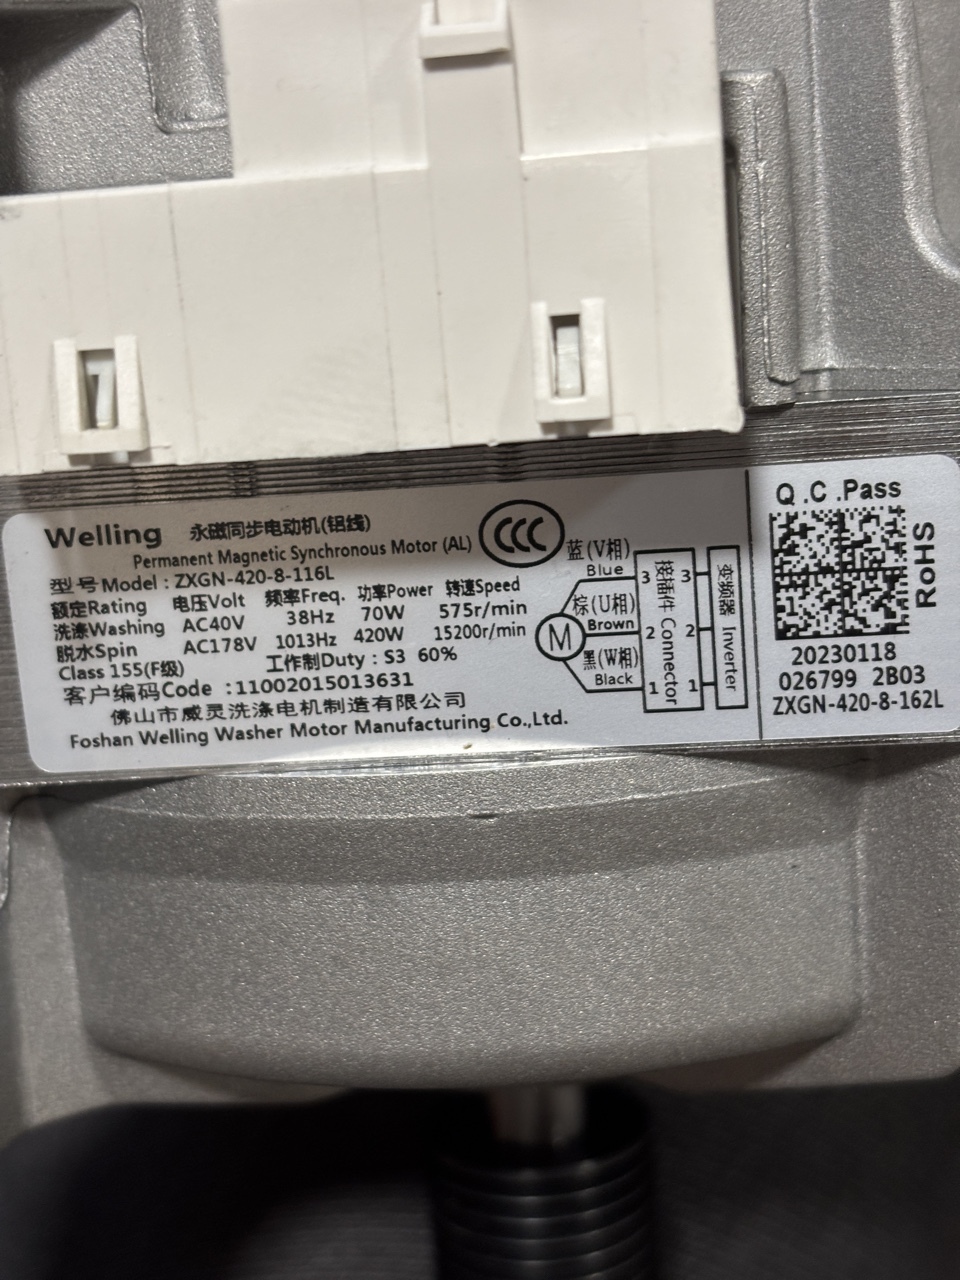 Welling 永磁同步电动机(铝线)
Permanent Magnetic Synchronous Motor (AL)
型号Model : ZXGN-420-8-116L
额定Rating 电压Volt 频率Freq. 功率Power 转速Speed
洗涤Washing AC40V 38Hz 70W 575r/min
脱水Spin AC178V 1013Hz 420W 15200r/min
Class 155(F级) 工作制Duty : S3 60%
客户编码Code :11002015013631
佛山市威灵洗涤电机制造有限公司
Foshan Welling Washer Motor Manufacturing Co.,Ltd.
CCC
蓝(V相)
Blue
棕(U相)
Brown
黑(W相)
Black
M
3 3
2 2
1 1
接插件 Connector
变频器 Inverter
Q.C.Pass
RoHS
20230118
026799 2B03
ZXGN-420-8-162L